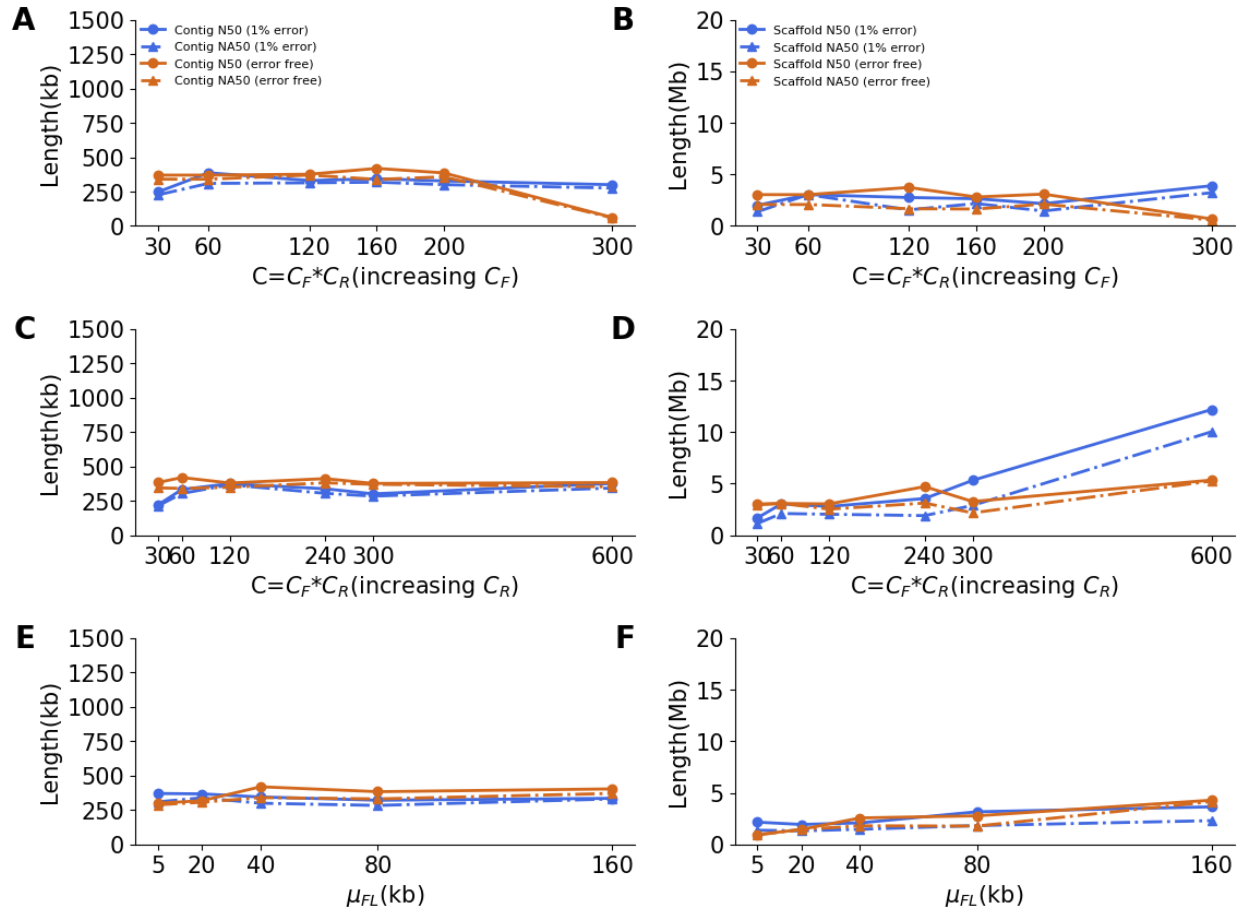 A
Length(kb)
1500
1250
1000
750
500
250
0
Contig N50 (1% error)
Contig NA50 (1% error)
Contig N50 (error free)
Contig NA50 (error free)
30 60 120 160 200 300
C=C_F*C_R(increasing C_F)
B
Length(Mb)
20
15
10
5
0
Scaffold N50 (1% error)
Scaffold NA50 (1% error)
Scaffold N50 (error free)
Scaffold NA50 (error free)
30 60 120 160 200 300
C=C_F*C_R(increasing C_F)
C
Length(kb)
1500
1250
1000
750
500
250
0
30 60 120 240 300 600
C=C_F*C_R(increasing C_R)
D
Length(Mb)
20
15
10
5
0
30 60 120 240 300 600
C=C_F*C_R(increasing C_R)
E
Length(kb)
1500
1250
1000
750
500
250
0
5 20 40 80 160
μ_FL(kb)
F
Length(Mb)
20
15
10
5
0
5 20 40 80 160
μ_FL(kb)